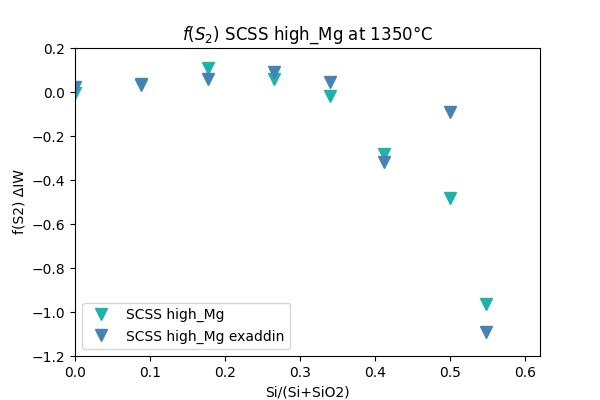 f(S₂) SCSS high_Mg at 1350°C
0.2
0.0
−0.2
−0.4
−0.6
−0.8
−1.0
−1.2
f(S2) ΔIW
SCSS high_Mg
SCSS high_Mg exaddin
0.0 0.1 0.2 0.3 0.4 0.5 0.6
Si/(Si+SiO2)